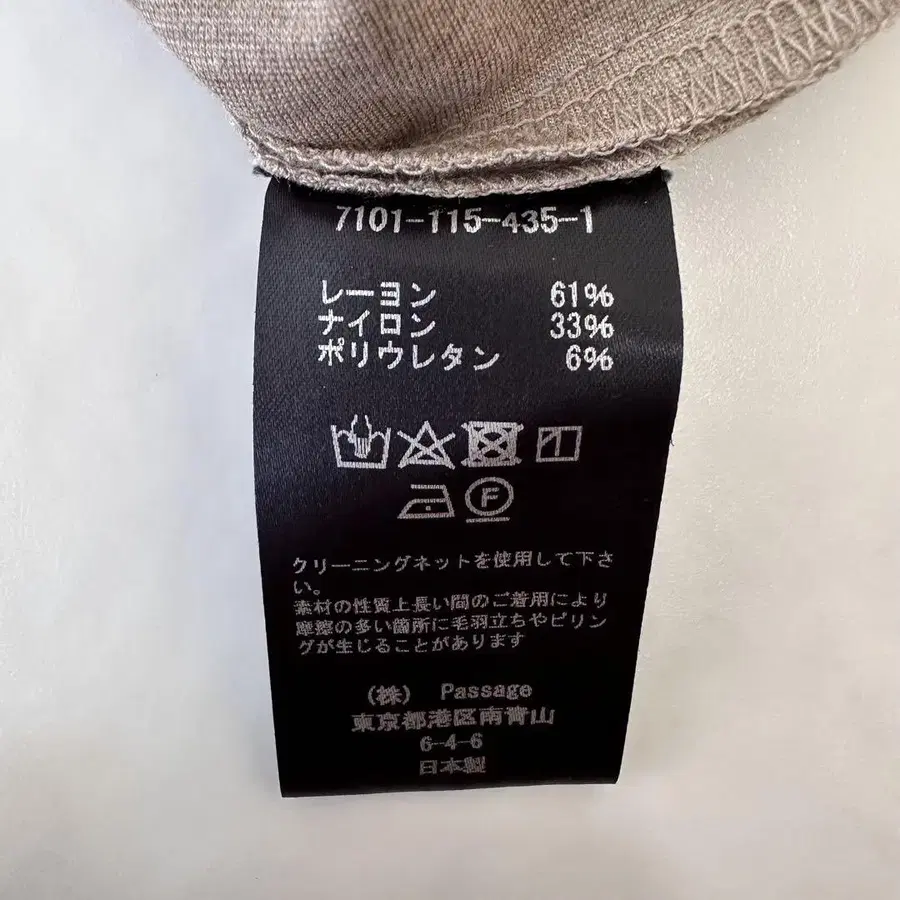 7101-115-435-1
レーヨン 61%
ナイロン 33%
ポリウレタン 6%
F
クリーニングネットを使用して下さ
い。
素材の性質上長い間のご着用により
摩擦の多い箇所に毛羽立ちやピリン
グが生じることがあります
(株) Passage
東京都港区南青山
6-4-6
日本製